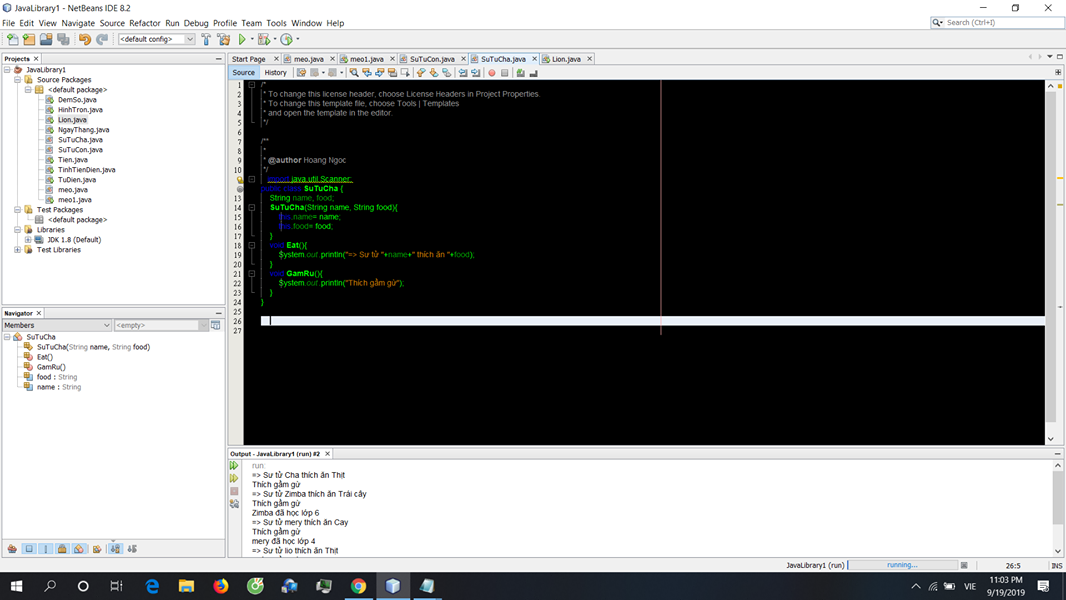 JavaLibrary1 - NetBeans IDE 8.2
File Edit View Navigate Source Refactor Run Debug Profile Team Tools Window Help
Search (Ctrl+I)
<default config>
Projects
JavaLibrary1
Source Packages
<default package>
DemSo.java
HinhTron.java
Lion.java
NgayThang.java
SuTuCha.java
SuTuCon.java
Tien.java
TinhTienDien.java
TuDien.java
meo.java
meo1.java
Test Packages
<default package>
Libraries
JDK 1.8 (Default)
Test Libraries
Navigator
Members
<empty>
SuTuCha
SuTuCha(String name, String food)
Eat()
GamRu()
food : String
name : String
Start Page meo.java meo1.java SuTuCon.java SuTuCha.java Lion.java
Source History
1 /*
2 * To change this license header, choose License Headers in Project Properties.
3 * To change this template file, choose Tools | Templates
4 * and open the template in the editor.
5 */
6
7 /**
8 *
9 * @author Hoang Ngoc
10 */
import java.util.Scanner;
public class SuTuCha {
13 String name, food;
14 SuTuCha(String name, String food){
15 this.name= name;
16 this.food= food;
17 }
18 void Eat(){
19 System.out.println("=> Sư tử "+name+" thích ăn "+food);
20 }
21 void GamRu(){
22 System.out.println("Thích gầm gừ");
23 }
24 }
25
26
27
Output - JavaLibrary1 (run) #2
run:
=> Sư tử Cha thích ăn Thịt
Thích gầm gừ
=> Sư tử Zimba thích ăn Trái cây
Thích gầm gừ
Zimba đã học lớp 6
=> Sư tử mery thích ăn Cay
Thích gầm gừ
mery đã học lớp 4
=> Sư tử lio thích ăn Thịt
JavaLibrary1 (run) running... 26:5 INS
VIE
11:03 PM
9/19/2019